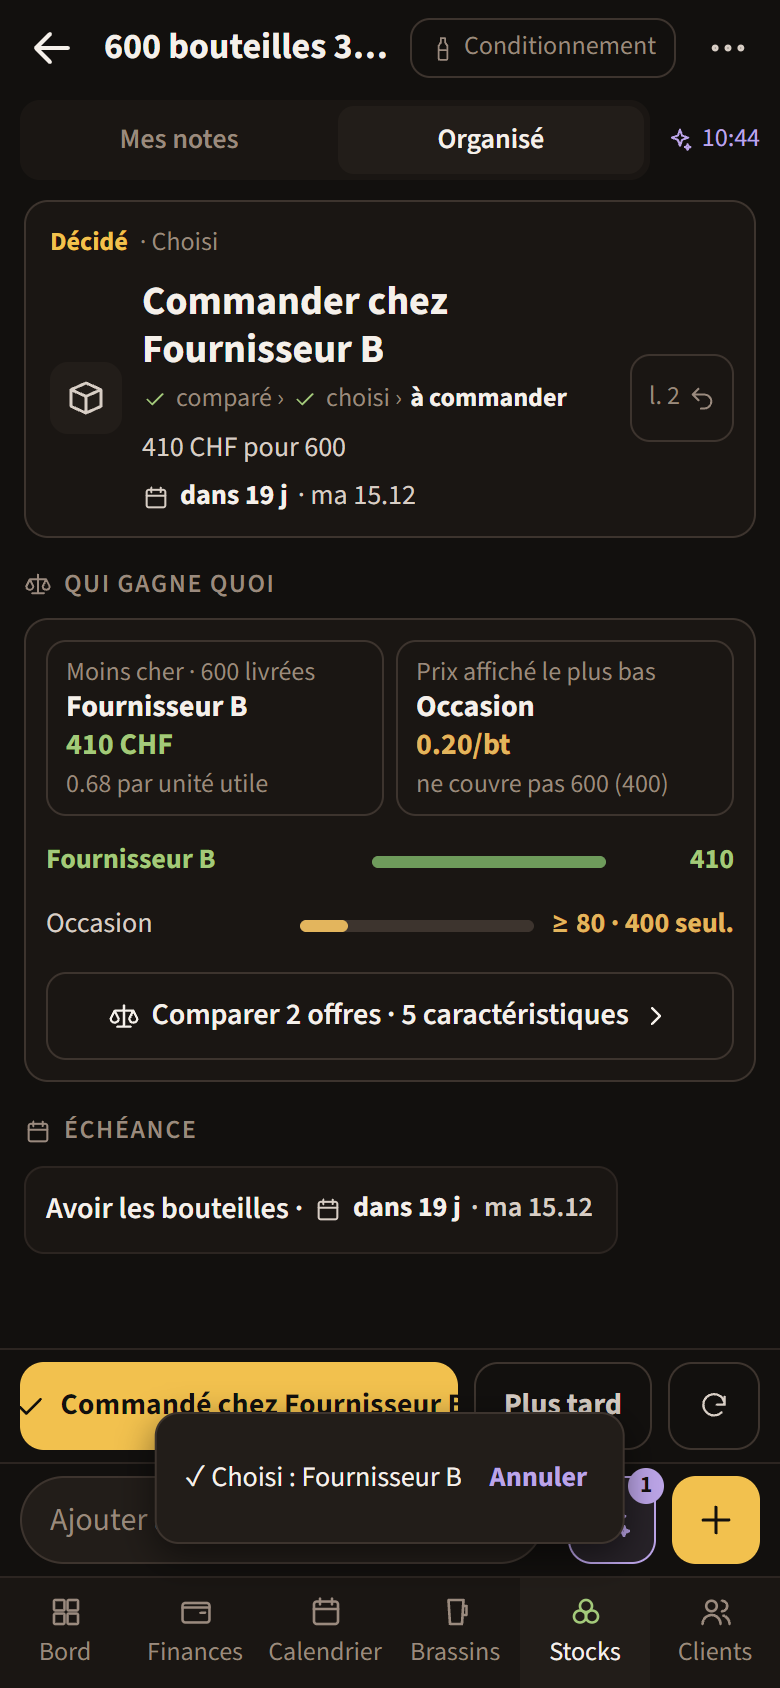 600 bouteilles 3... Conditionnement
Mes notes Organisé 10:44
Décidé · Choisi
Commander chez
Fournisseur B
✓ comparé › ✓ choisi › à commander
l. 2
410 CHF pour 600
dans 19 j · ma 15.12
QUI GAGNE QUOI
Moins cher · 600 livrées
Fournisseur B
410 CHF
0.68 par unité utile
Prix affiché le plus bas
Occasion
0.20/bt
ne couvre pas 600 (400)
Fournisseur B 410
Occasion ≥ 80 · 400 seul.
Comparer 2 offres · 5 caractéristiques
ÉCHÉANCE
Avoir les bouteilles · dans 19 j · ma 15.12
✓ Commandé chez Fournisseur B Plus tard
✓ Choisi : Fournisseur B Annuler
Ajouter 1
Bord Finances Calendrier Brassins Stocks Clients